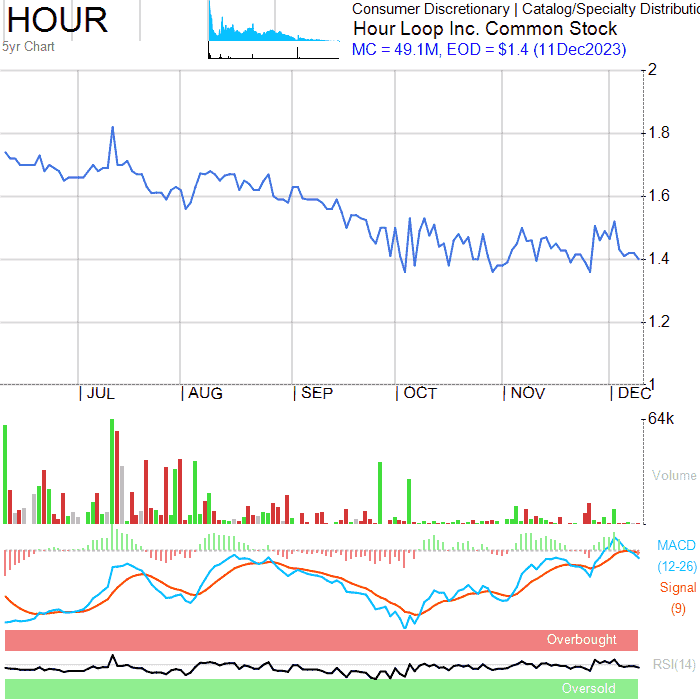 HOUR
5yr Chart
Consumer Discretionary | Catalog/Specialty Distributic
Hour Loop Inc. Common Stock
MC = 49.1M, EOD = $1.4 (11Dec2023)
2
1.8
1.6
1.4
1.2
1
| JUL | AUG | SEP | OCT | NOV | DEC
64k
Volume
MACD
(12-26)
Signal
(9)
Overbought
RSI(14)
Oversold